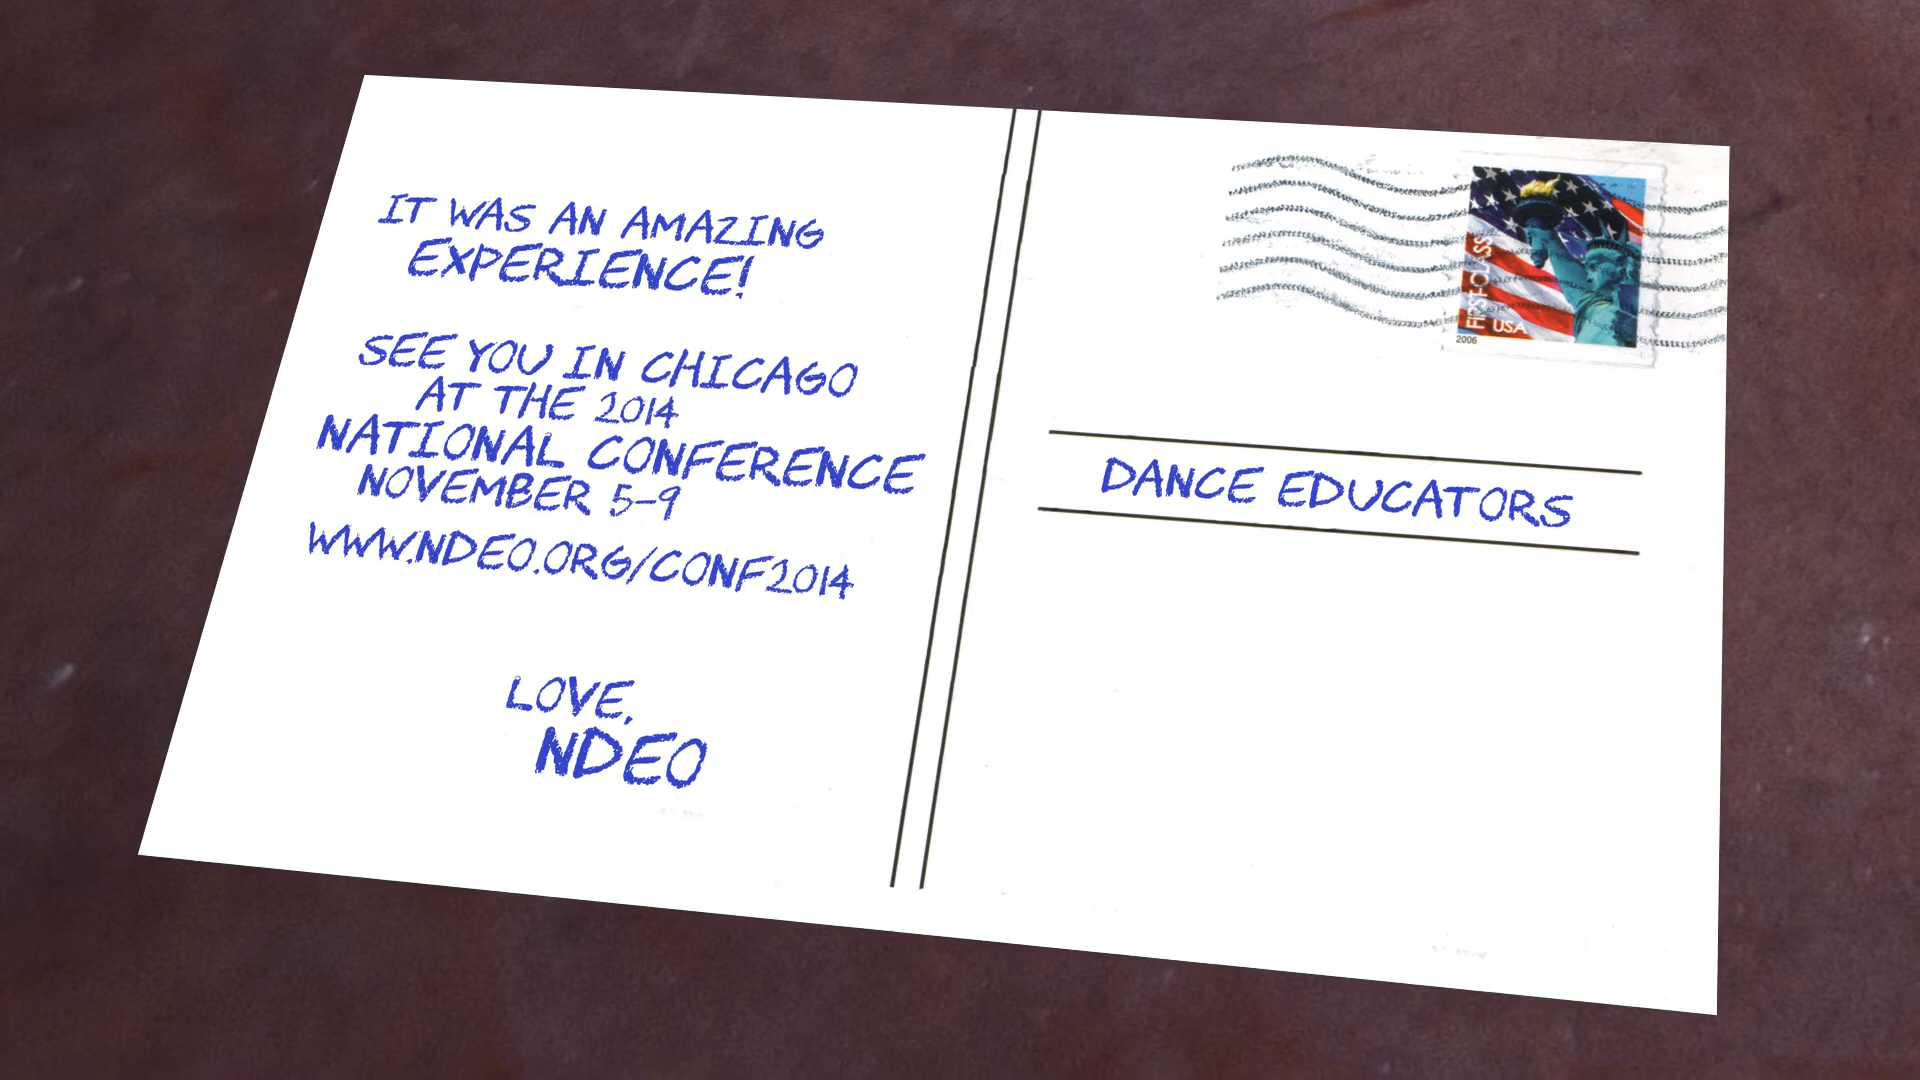 IT WAS AN AMAZING
EXPERIENCE!
SEE YOU IN CHICAGO
AT THE 2014
NATIONAL CONFERENCE
NOVEMBER 5-9
WWW.NDEO.ORG/CONF2014
LOVE,
NDEO
FIRST-CLASS
USA
2006
DANCE EDUCATORS